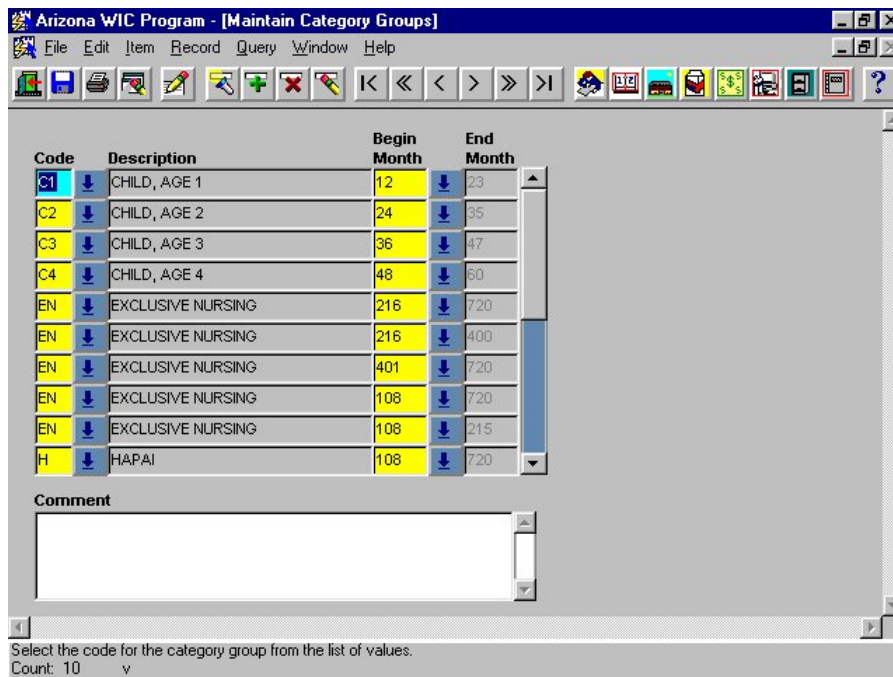 Arizona WIC Program - [Maintain Category Groups]
File Edit Item Record Query Window Help
Begin End
Code Description Month Month
C1 CHILD, AGE 1 12 23
C2 CHILD, AGE 2 24 35
C3 CHILD, AGE 3 36 47
C4 CHILD, AGE 4 48 60
EN EXCLUSIVE NURSING 216 720
EN EXCLUSIVE NURSING 216 400
EN EXCLUSIVE NURSING 401 720
EN EXCLUSIVE NURSING 108 720
EN EXCLUSIVE NURSING 108 215
H HAPAI 108 720
Comment
Select the code for the category group from the list of values.
Count: 10 v